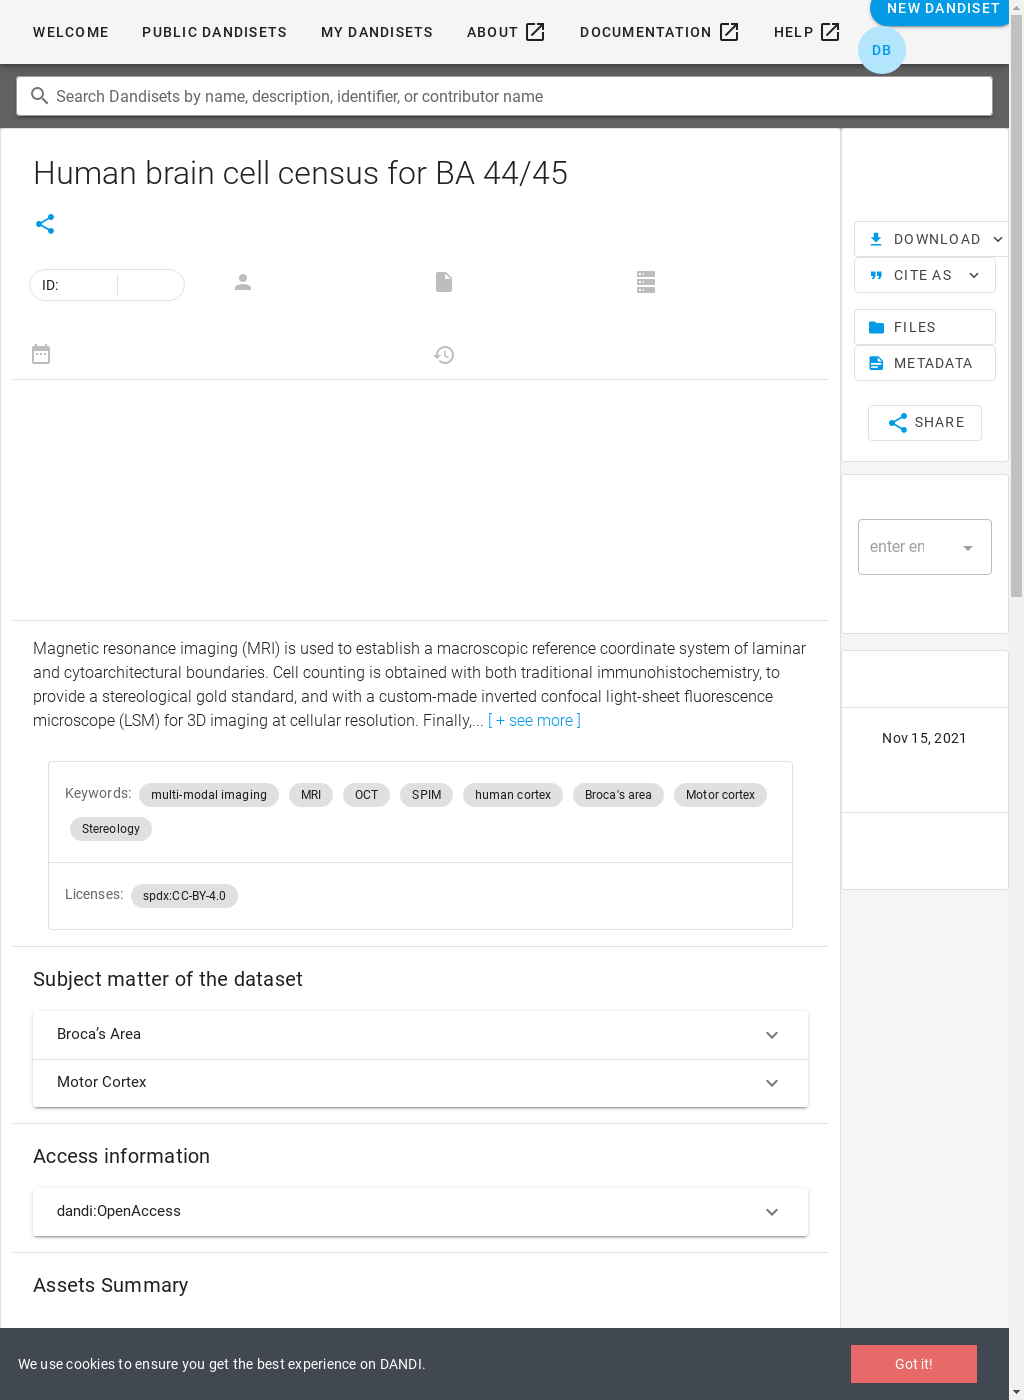 WELCOME
PUBLIC DANDISETS
MY DANDISETS
ABOUT
DOCUMENTATION
HELP
NEW DANDISET
DB
Search Dandisets by name, description, identifier, or contributor name
Human brain cell census for BA 44/45
ID:
Magnetic resonance imaging (MRI) is used to establish a macroscopic reference coordinate system of laminar
and cytoarchitectural boundaries. Cell counting is obtained with both traditional immunohistochemistry, to
provide a stereological gold standard, and with a custom-made inverted confocal light-sheet fluorescence
microscope (LSM) for 3D imaging at cellular resolution. Finally,... [ + see more ]
Keywords: multi-modal imaging MRI OCT SPIM human cortex Broca's area Motor cortex
Stereology
Licenses: spdx:CC-BY-4.0
Subject matter of the dataset
Broca’s Area
Motor Cortex
Access information
dandi:OpenAccess
Assets Summary
DOWNLOAD
CITE AS
FILES
METADATA
SHARE
enter en
Nov 15, 2021
We use cookies to ensure you get the best experience on DANDI.
Got it!